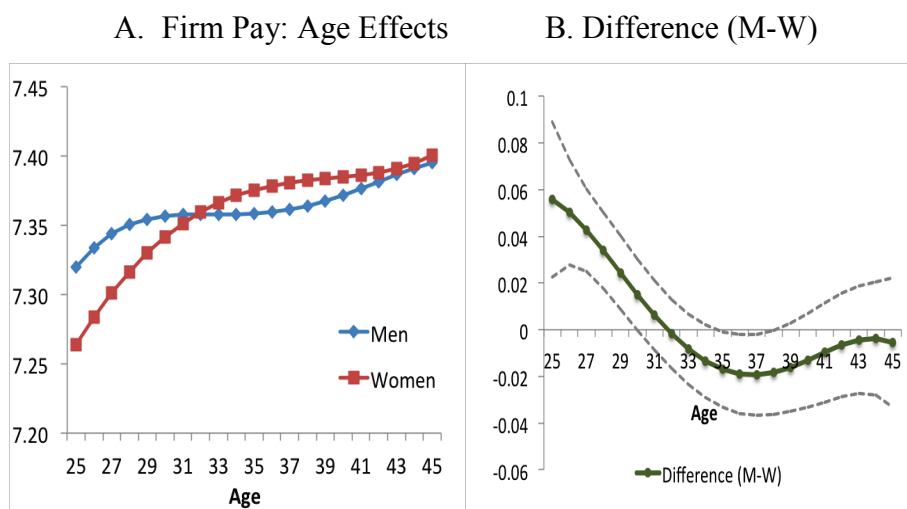 A. Firm Pay: Age Effects
B. Difference (M-W)
7.45
7.40
7.35
7.30
7.25
7.20
25 27 29 31 33 35 37 39 41 43 45
Age
Men
Women
0.1
0.08
0.06
0.04
0.02
0
-0.02
-0.04
-0.06
25 27 29 31 33 35 37 39 41 43 45
Age
Difference (M-W)